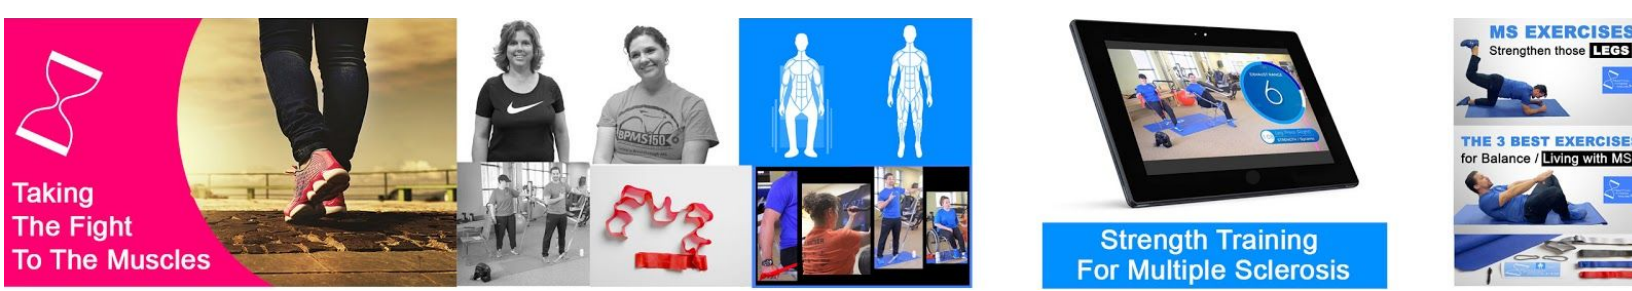 Taking
The Fight
To The Muscles
BPMS150
6
Strength Training
For Multiple Sclerosis
MS EXERCISES
Strengthen those LEGS
THE 3 BEST EXERCISES
for Balance / Living with MS